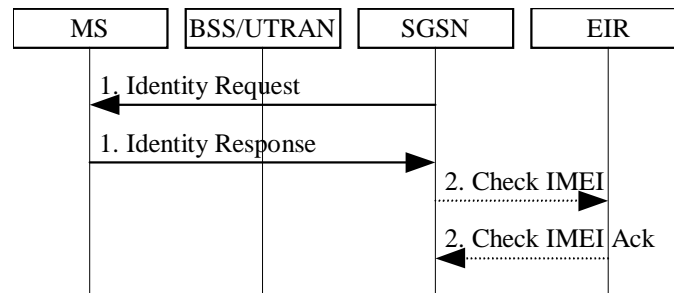 MS BSS/UTRAN SGSN EIR
1. Identity Request
1. Identity Response
2. Check IMEI
2. Check IMEI Ack